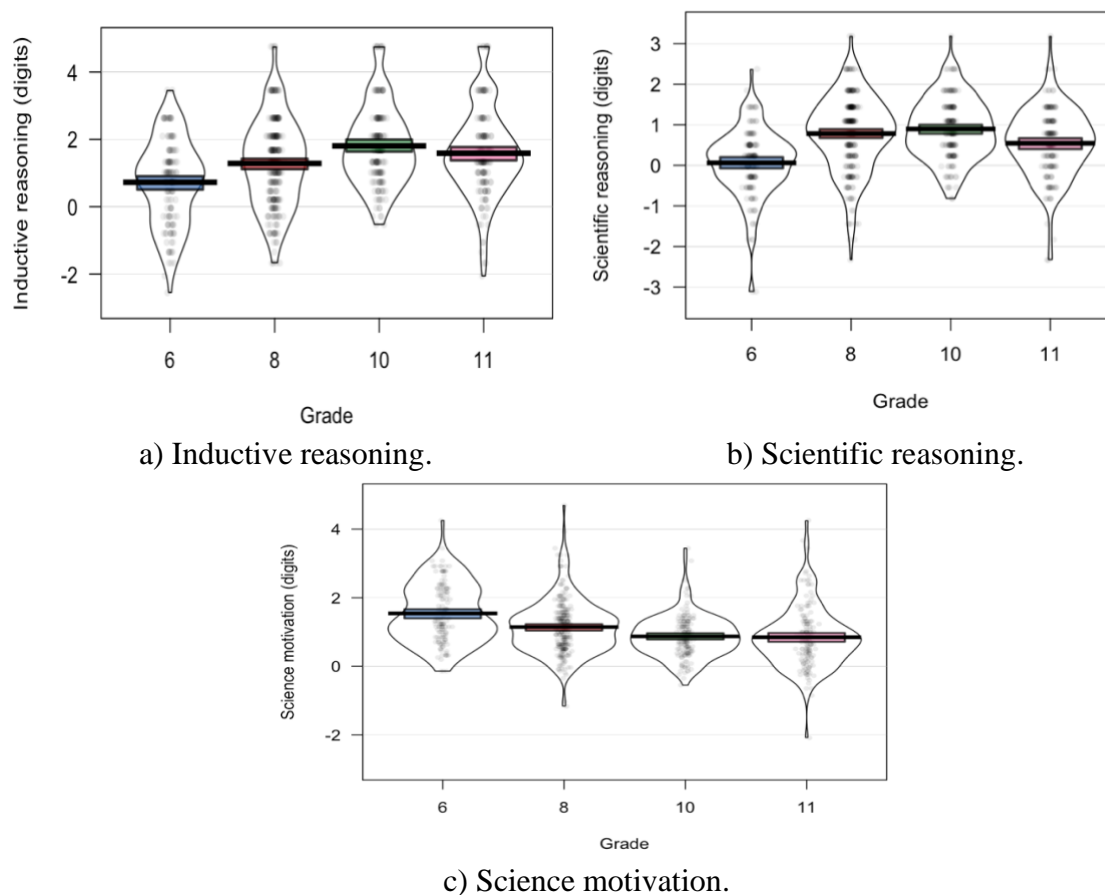 Inductive reasoning (digits)
4
2
0
-2
6 8 10 11
Grade
a) Inductive reasoning.
Scientific reasoning (digits)
3
2
1
0
-1
-2
-3
6 8 10 11
Grade
b) Scientific reasoning.
Science motivation (digits)
4
2
0
-2
6 8 10 11
Grade
c) Science motivation.